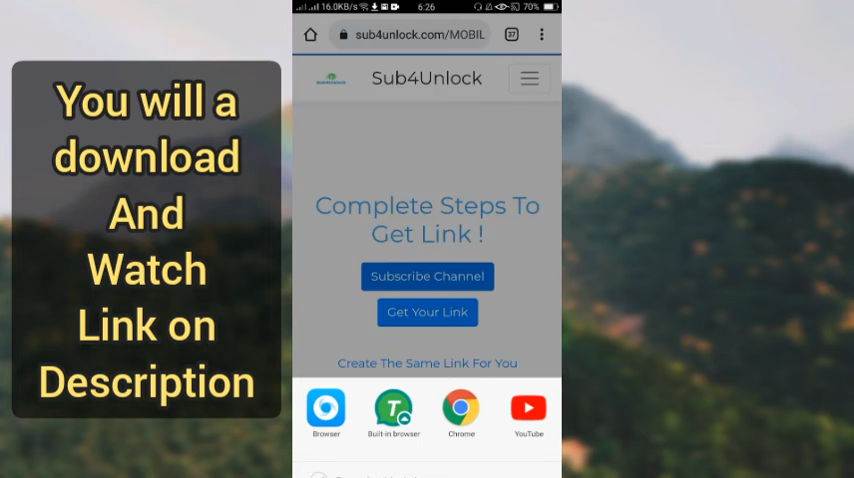 You will a
download
And
Watch
Link on
Description
16.0KB/s
6:26
70%
sub4unlock.com/MOBIL
37
Sub4Unlock
Complete Steps To
Get Link !
Subscribe Channel
Get Your Link
Create The Same Link For You
Browser
Built-in browser
Chrome
YouTube